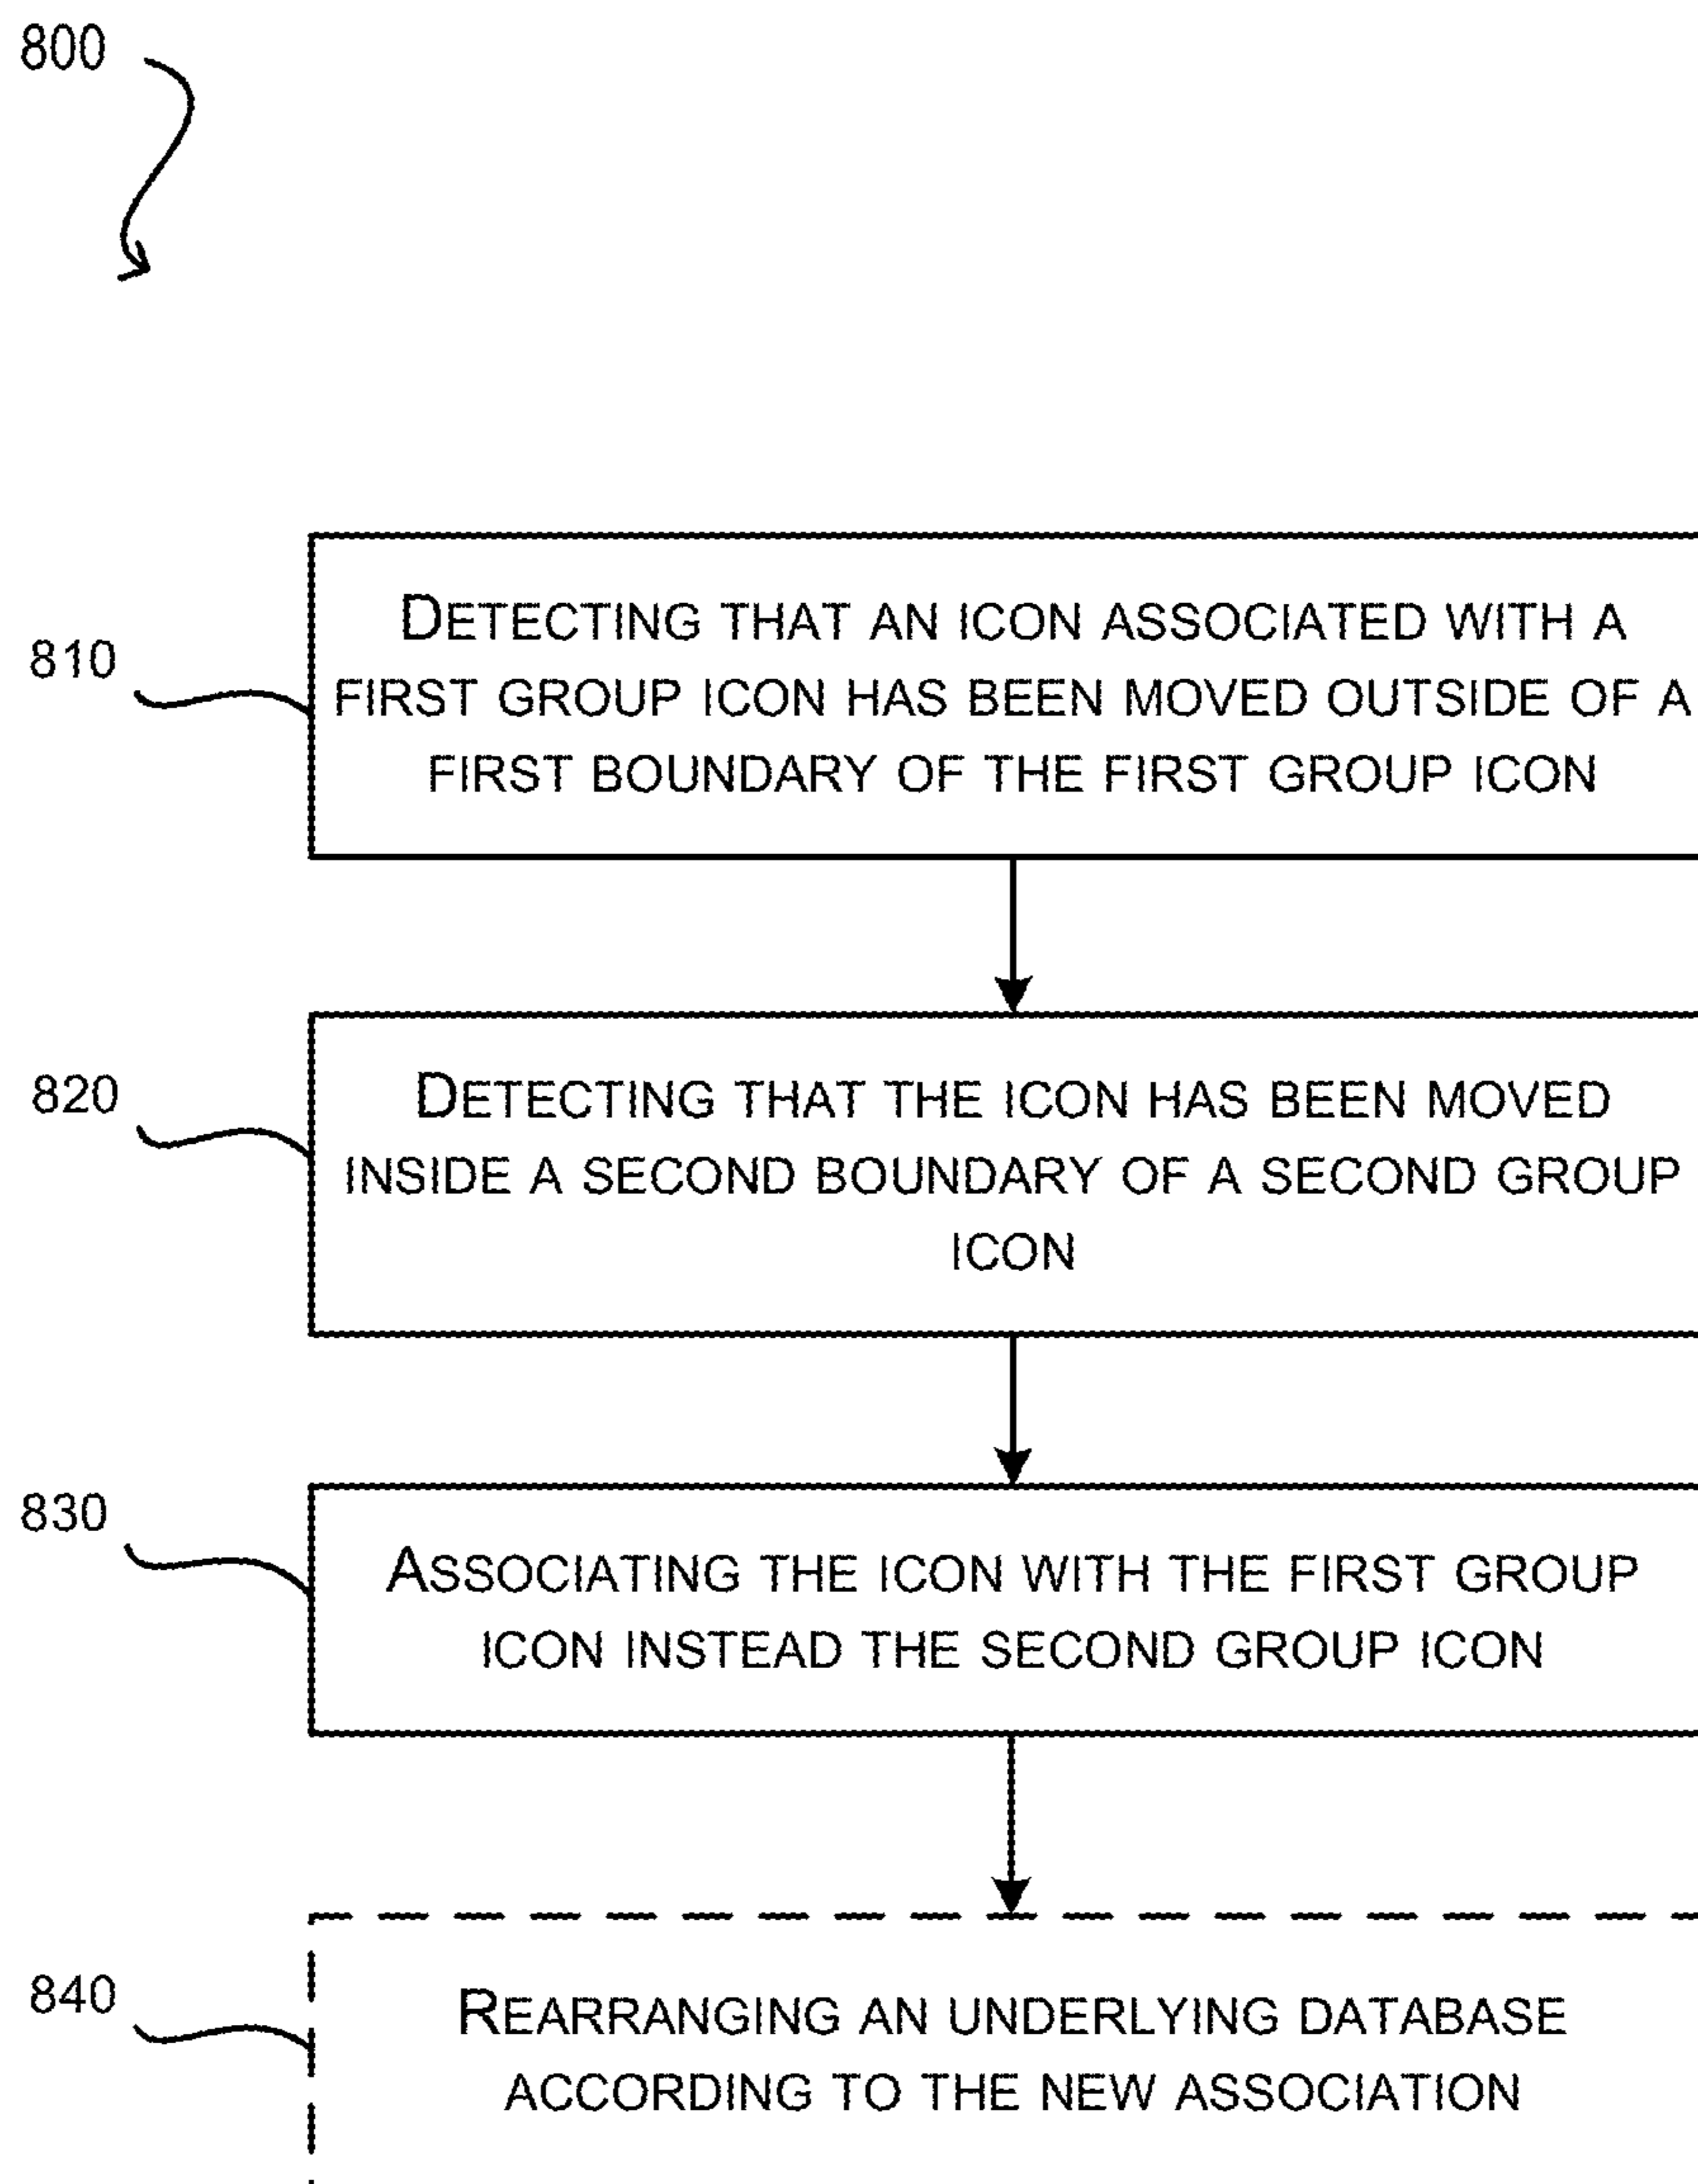 800
810
DETECTING THAT AN ICON ASSOCIATED WITH A
FIRST GROUP ICON HAS BEEN MOVED OUTSIDE OF A
FIRST BOUNDARY OF THE FIRST GROUP ICON
820
DETECTING THAT THE ICON HAS BEEN MOVED
INSIDE A SECOND BOUNDARY OF A SECOND GROUP
ICON
830
ASSOCIATING THE ICON WITH THE FIRST GROUP
ICON INSTEAD THE SECOND GROUP ICON
840
REARRANGING AN UNDERLYING DATABASE
ACCORDING TO THE NEW ASSOCIATION